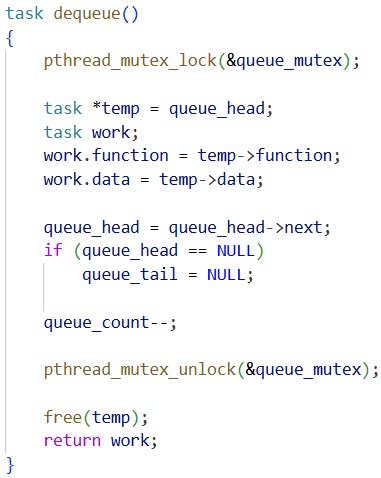 task dequeue()
{
    pthread_mutex_lock(&queue_mutex);

    task *temp = queue_head;
    task work;
    work.function = temp->function;
    work.data = temp->data;

    queue_head = queue_head->next;
    if (queue_head == NULL)
        queue_tail = NULL;

    queue_count--;

    pthread_mutex_unlock(&queue_mutex);

    free(temp);
    return work;
}